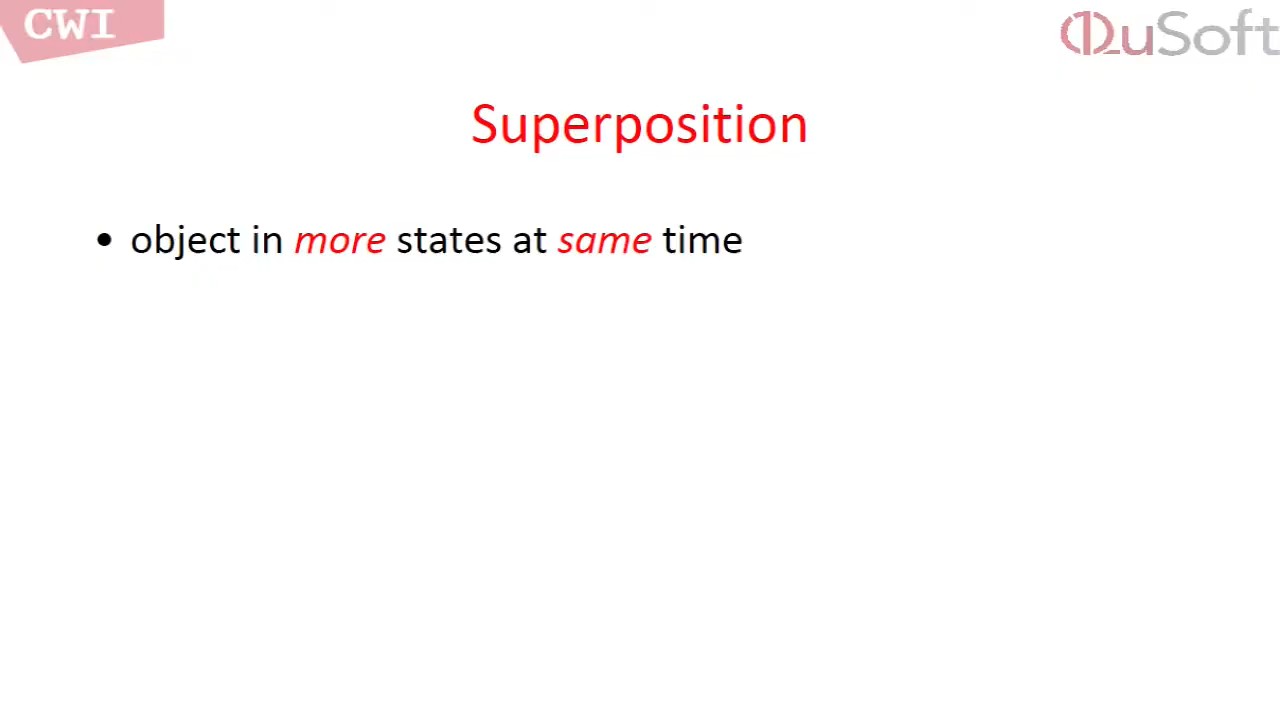 CWI
QuSoft
Superposition
• object in more states at same time